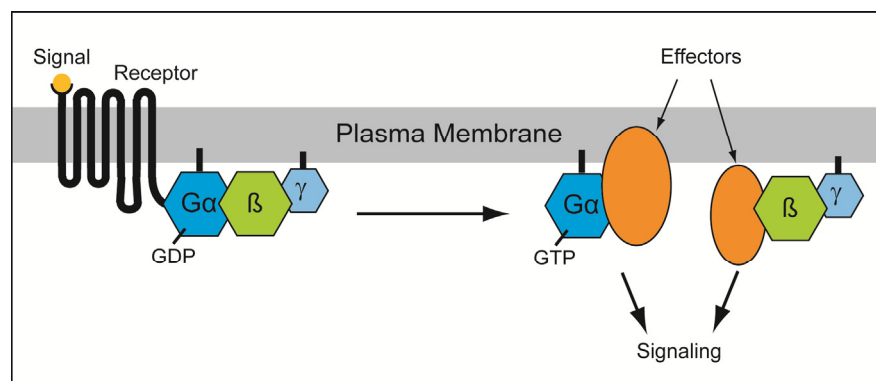 Signal
Receptor
Effectors
Plasma Membrane
Gα
ß
γ
GDP
Gα
GTP
ß
γ
Signaling